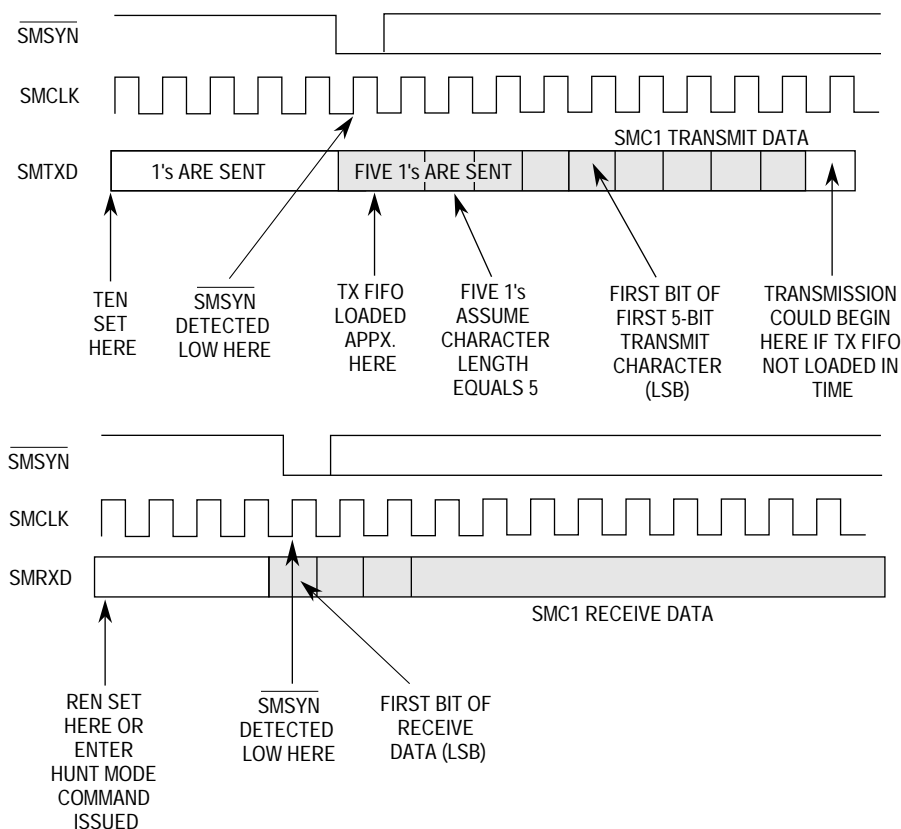 SMSYN
SMCLK
SMC1 TRANSMIT DATA
SMTXD
1's ARE SENT
FIVE 1's ARE SENT
TEN
SET
HERE
SMSYN
DETECTED
LOW HERE
TX FIFO
LOADED
APPX.
HERE
FIVE 1's
ASSUME
CHARACTER
LENGTH
EQUALS 5
FIRST BIT OF
FIRST 5-BIT
TRANSMIT
CHARACTER
(LSB)
TRANSMISSION
COULD BEGIN
HERE IF TX FIFO
NOT LOADED IN
TIME
SMSYN
SMCLK
SMRXD
SMC1 RECEIVE DATA
REN SET
HERE OR
ENTER
HUNT MODE
COMMAND
ISSUED
SMSYN
DETECTED
LOW HERE
FIRST BIT OF
RECEIVE
DATA (LSB)